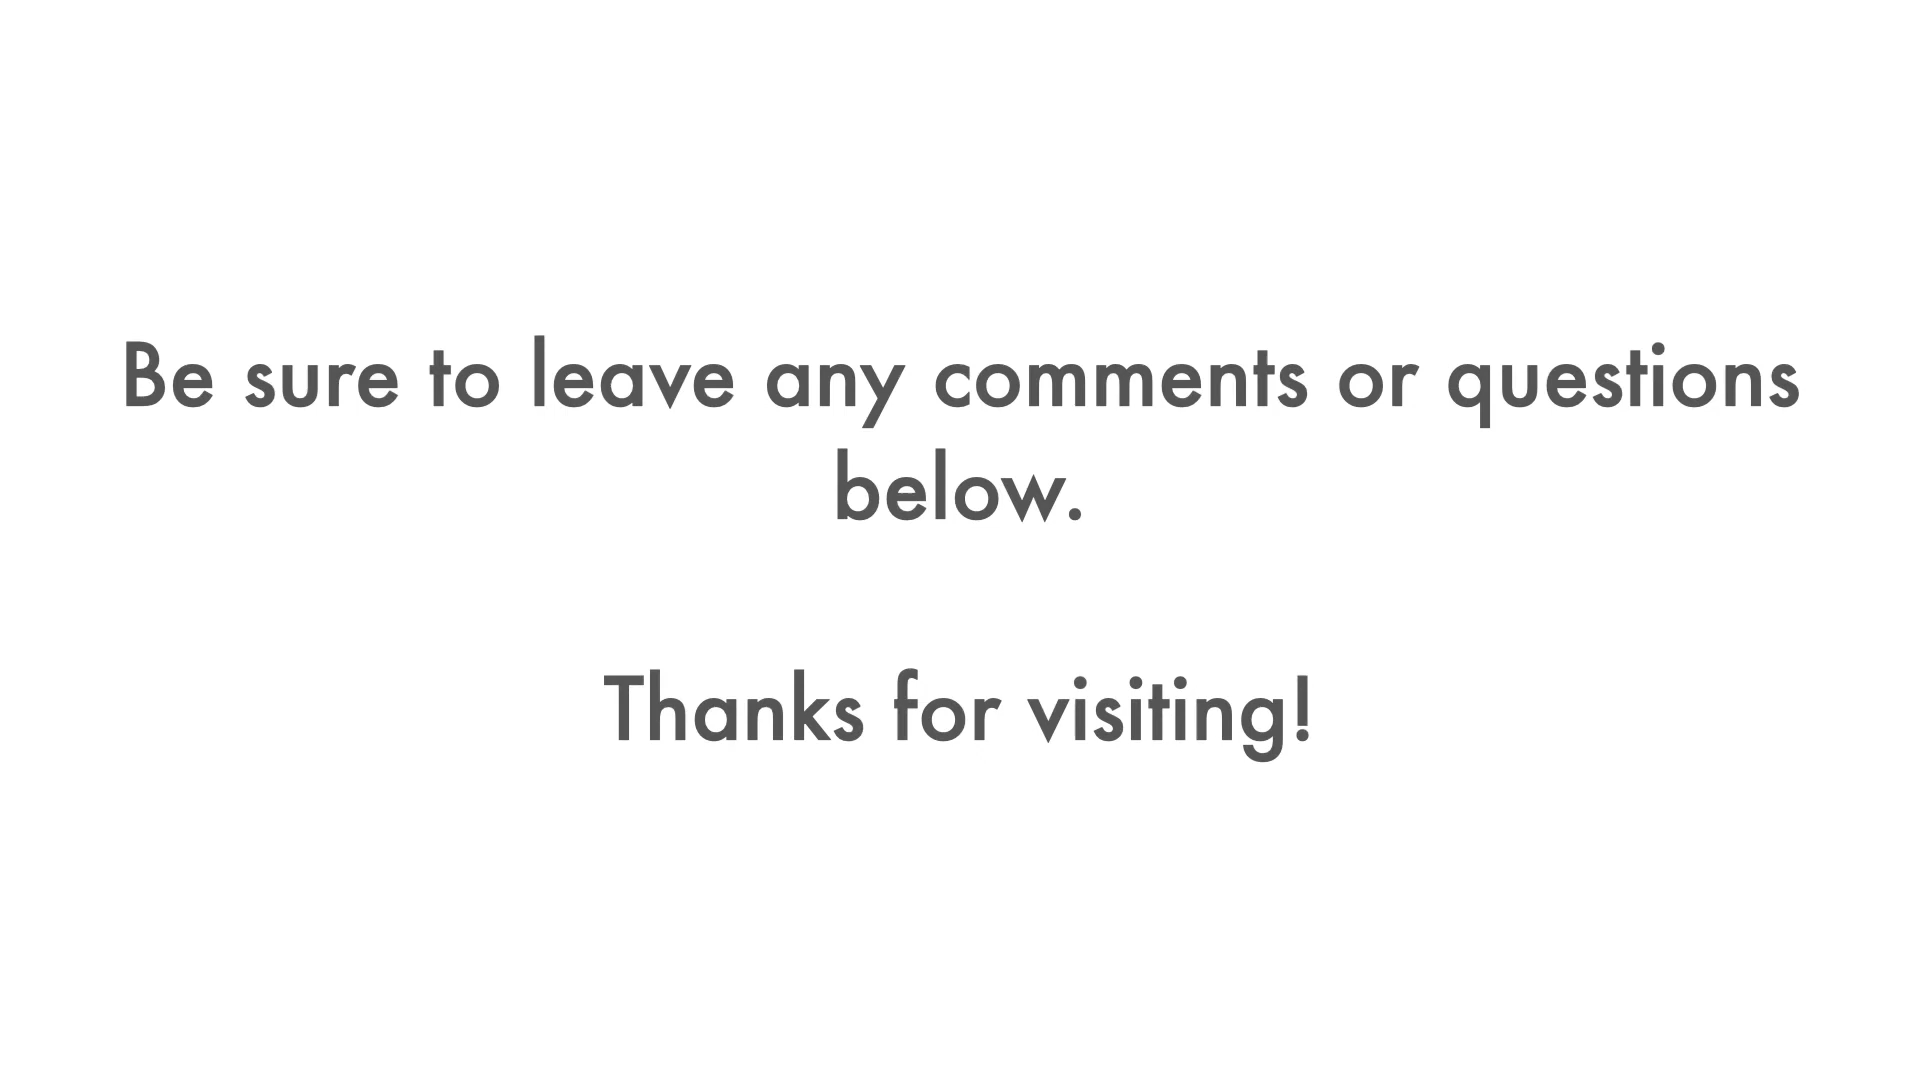 Be sure to leave any comments or questions
below.
Thanks for visiting!